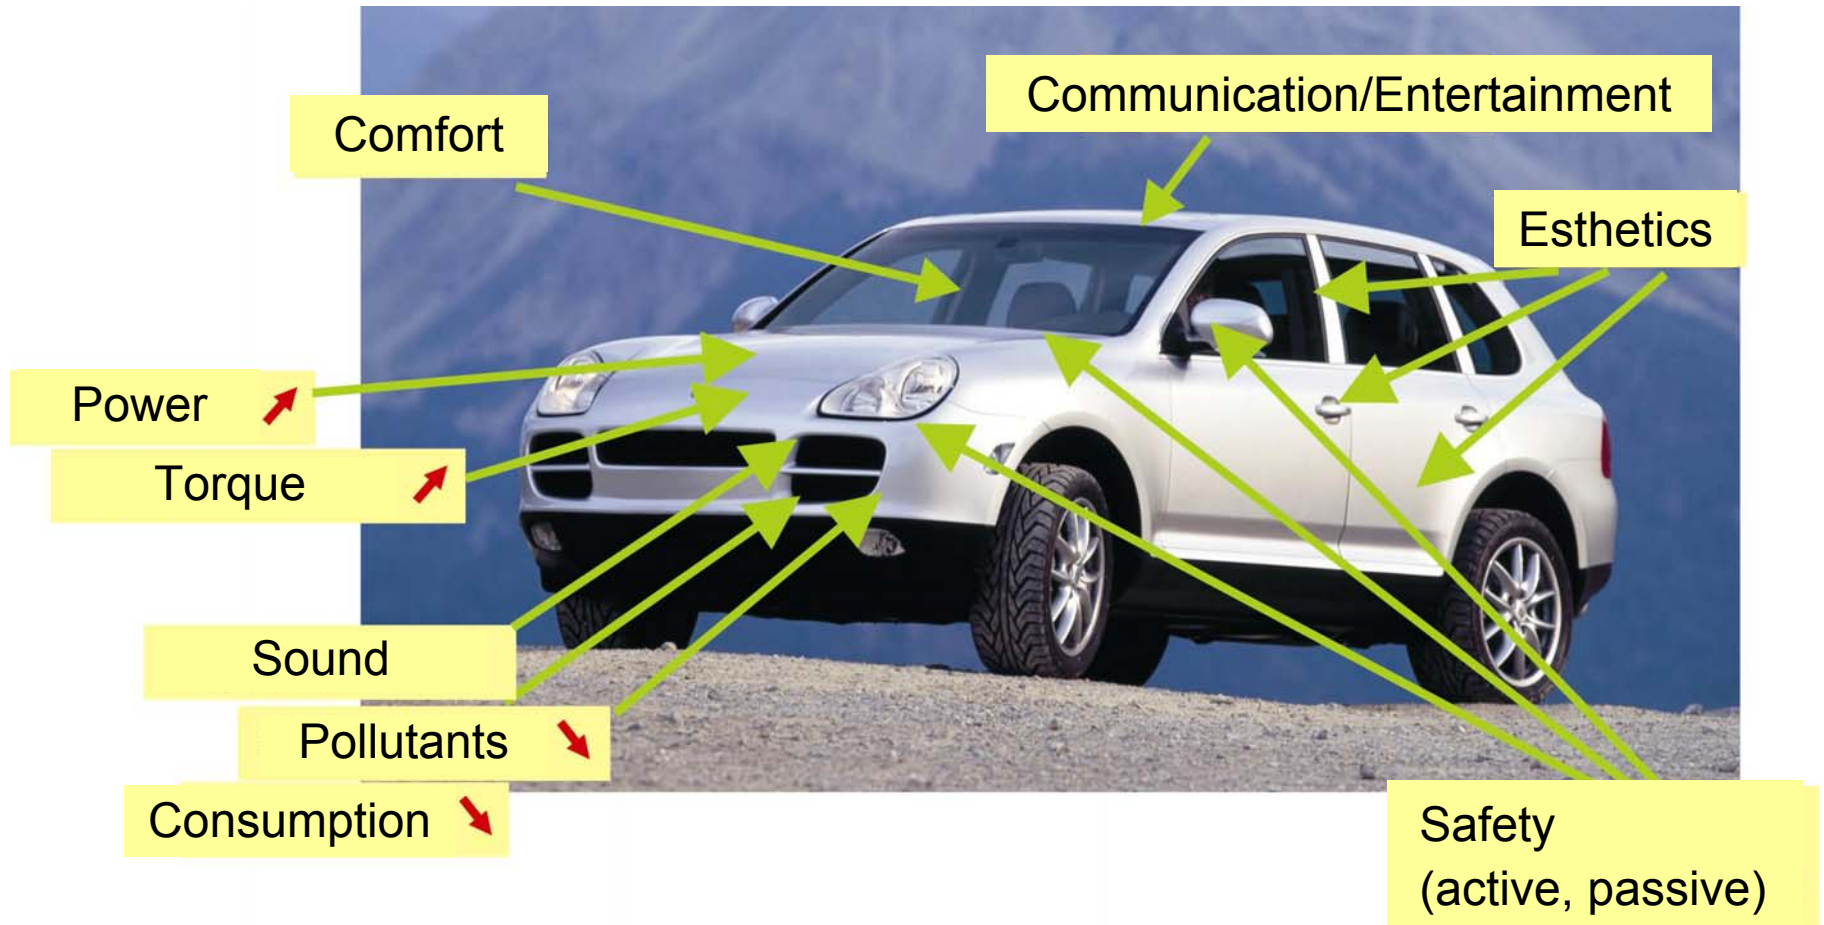 Communication/Entertainment
Comfort
Esthetics
Power
Torque
Sound
Pollutants
Consumption
Safety
(active, passive)